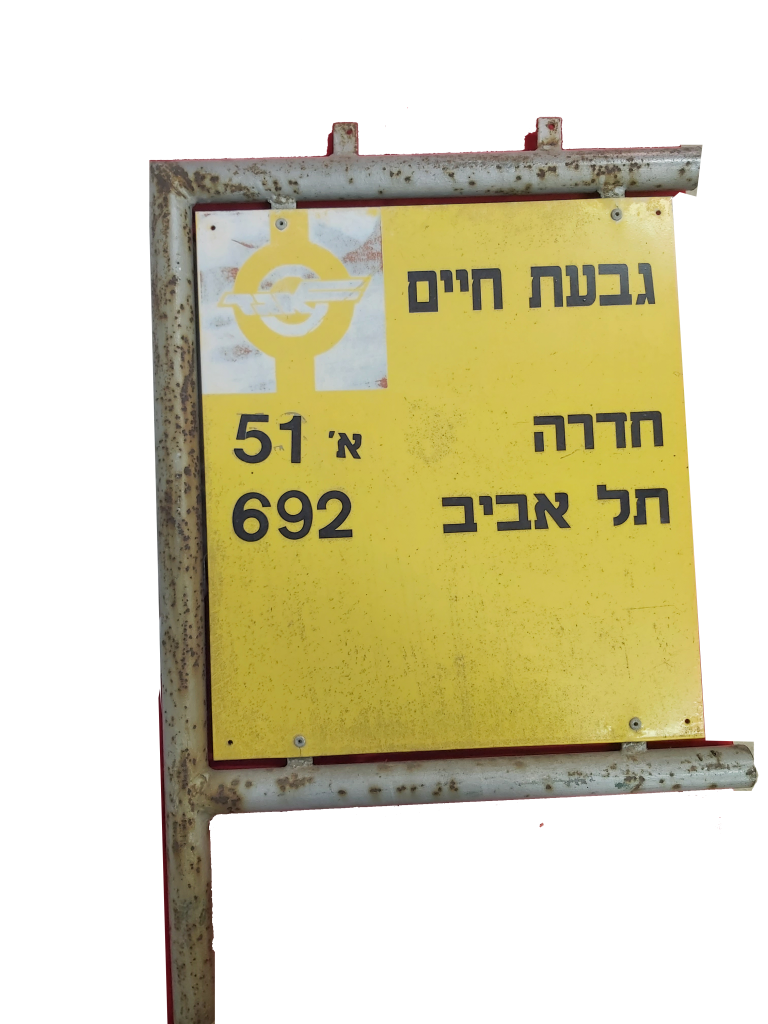 גבעת חיים
חדרה 51 א'
תל אביב 692